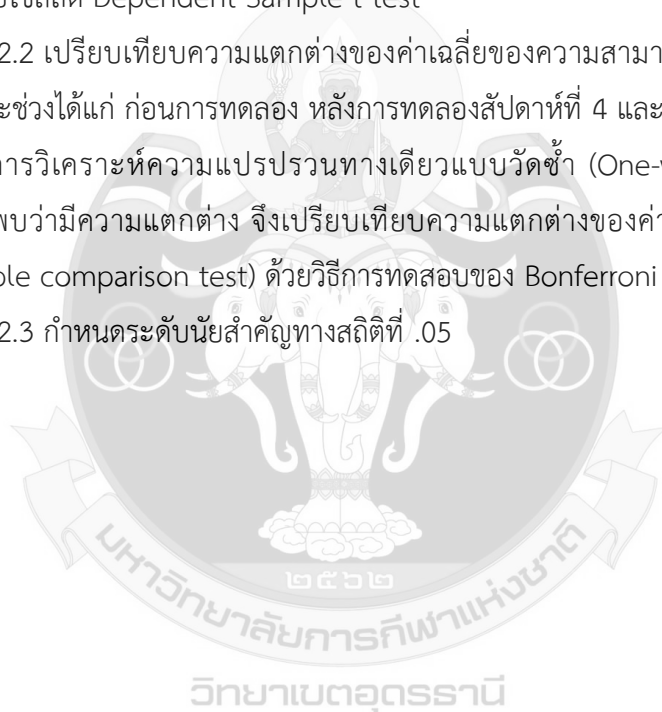 ยใช้สถิติ Dependent Sample t-test
2.2 เปรียบเทียบความแตกต่างของค่าเฉลี่ยของความสามา
ะช่วงได้แก่ ก่อนการทดลอง หลังการทดลองสัปดาห์ที่ 4 และ
การวิเคราะห์ความแปรปรวนทางเดียวแบบวัดซ้ำ (One-
พบว่ามีความแตกต่าง จึงเปรียบเทียบความแตกต่างของค่า
ple comparison test) ด้วยวิธีการทดสอบของ Bonferroni
2.3 กำหนดระดับนัยสำคัญทางสถิติที่ .05
๒๕๖๒
มหาวิทยาลัยการกีฬาแห่งชาติ
วิทยาเขตอุดรธานี